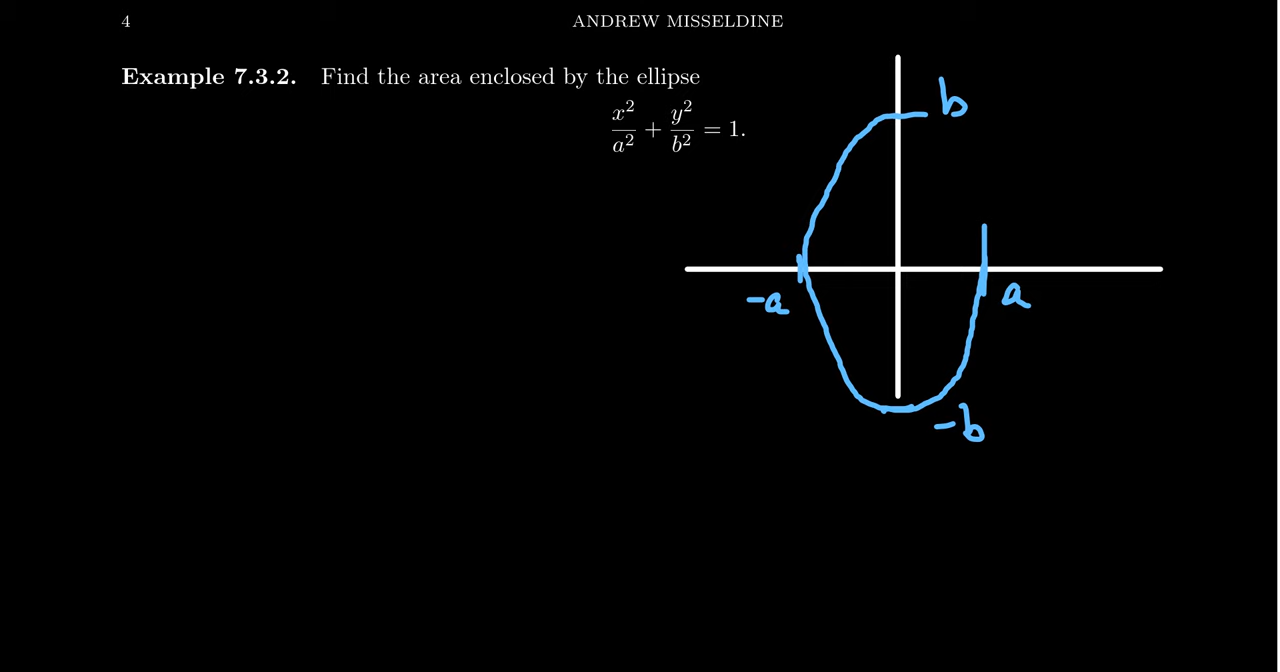 4 ANDREW MISSELDINE
Example 7.3.2. Find the area enclosed by the ellipse
x²/a² + y²/b² = 1.
b
-a a
-b